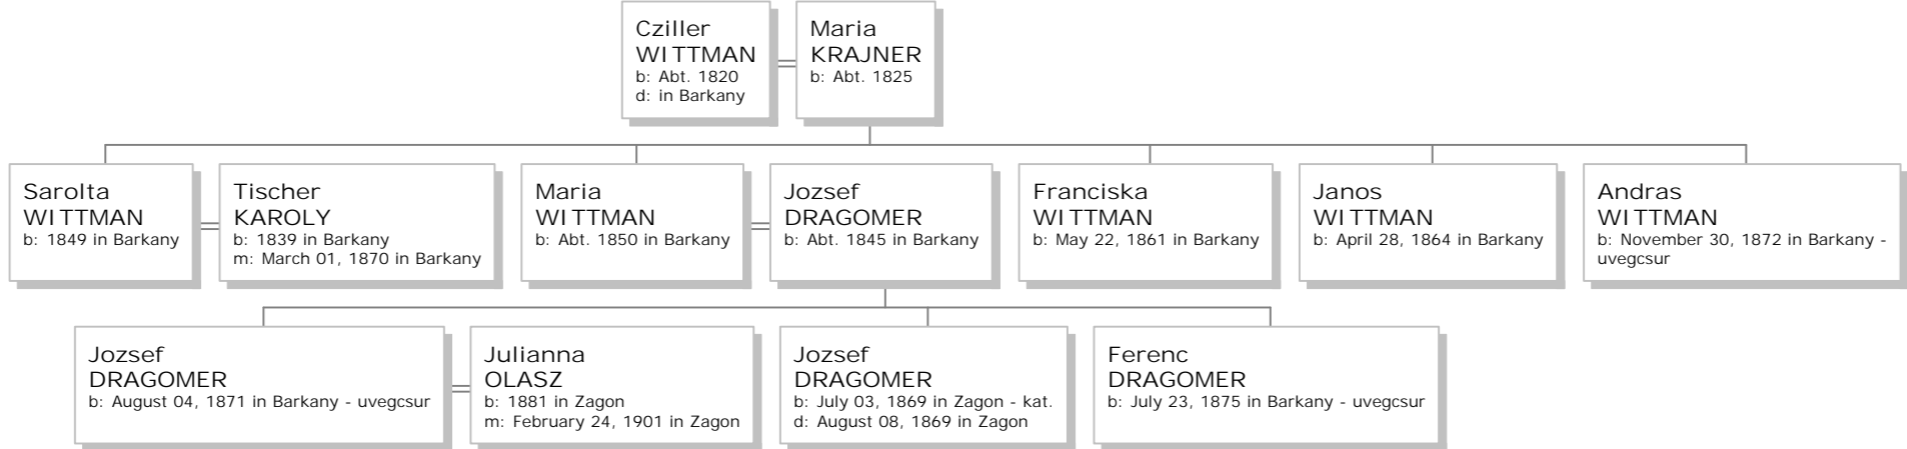 Cziller
WITTMAN
b: Abt. 1820
d: in Barkany
Maria
KRAJNER
b: Abt. 1825
Sarolta
WITTMAN
b: 1849 in Barkany
Tischer
KAROLY
b: 1839 in Barkany
m: March 01, 1870 in Barkany
Maria
WITTMAN
b: Abt. 1850 in Barkany
Jozsef
DRAGOMER
b: Abt. 1845 in Barkany
Franciska
WITTMAN
b: May 22, 1861 in Barkany
Janos
WITTMAN
b: April 28, 1864 in Barkany
Andras
WITTMAN
b: November 30, 1872 in Barkany -
uvegcsur
Jozsef
DRAGOMER
b: August 04, 1871 in Barkany - uvegcsur
Julianna
OLASZ
b: 1881 in Zagon
m: February 24, 1901 in Zagon
Jozsef
DRAGOMER
b: July 03, 1869 in Zagon - kat.
d: August 08, 1869 in Zagon
Ferenc
DRAGOMER
b: July 23, 1875 in Barkany - uvegcsur